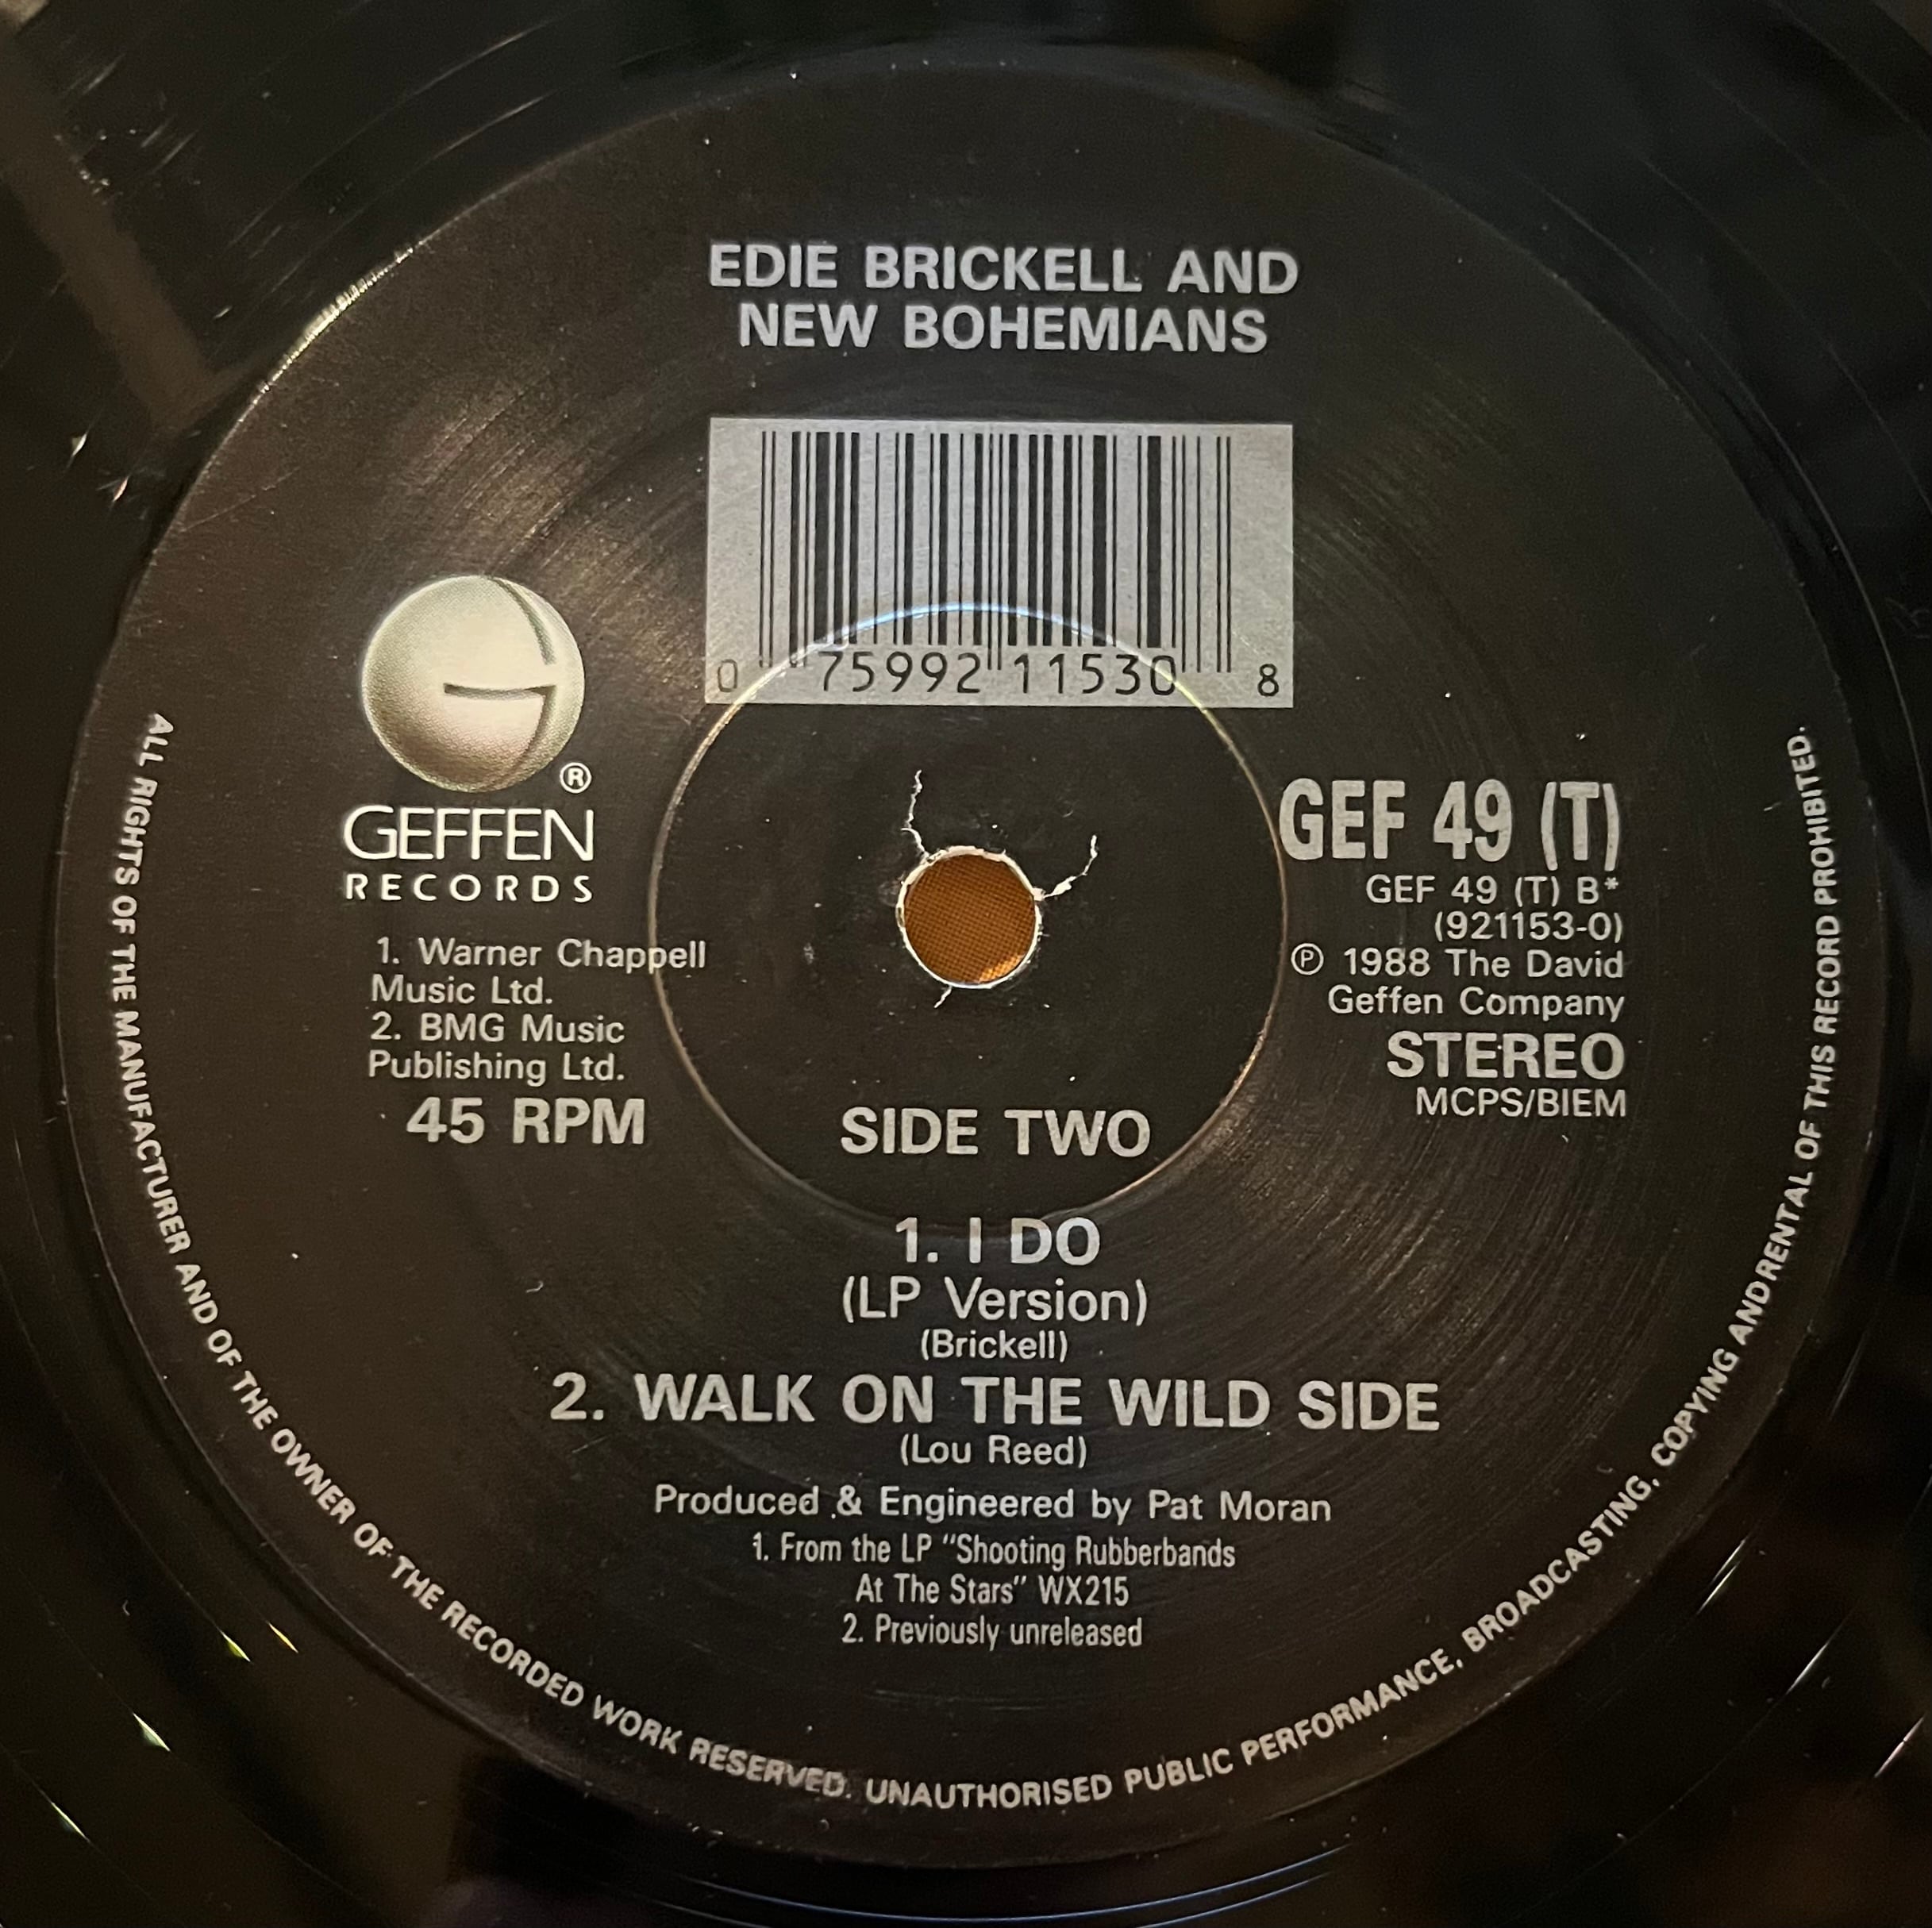 EDIE BRICKELL AND
NEW BOHEMIANS
0 75992 11530 8
®
GEFFEN
RECORDS
1. Warner Chappell
Music Ltd.
2. BMG Music
Publishing Ltd.
45 RPM
GEF 49 (T)
GEF 49 (T) B*
(921153-0)
℗ 1988 The David
Geffen Company
STEREO
MCPS/BIEM
SIDE TWO
1. I DO
(LP Version)
(Brickell)
2. WALK ON THE WILD SIDE
(Lou Reed)
Produced & Engineered by Pat Moran
1. From the LP "Shooting Rubberbands
At The Stars" WX215
2. Previously unreleased
ALL RIGHTS OF THE MANUFACTURER AND OF THE OWNER OF THE RECORDED WORK RESERVED. UNAUTHORISED PUBLIC PERFORMANCE, BROADCASTING, COPYING ANDRENTAL OF THIS RECORD PROHIBITED.